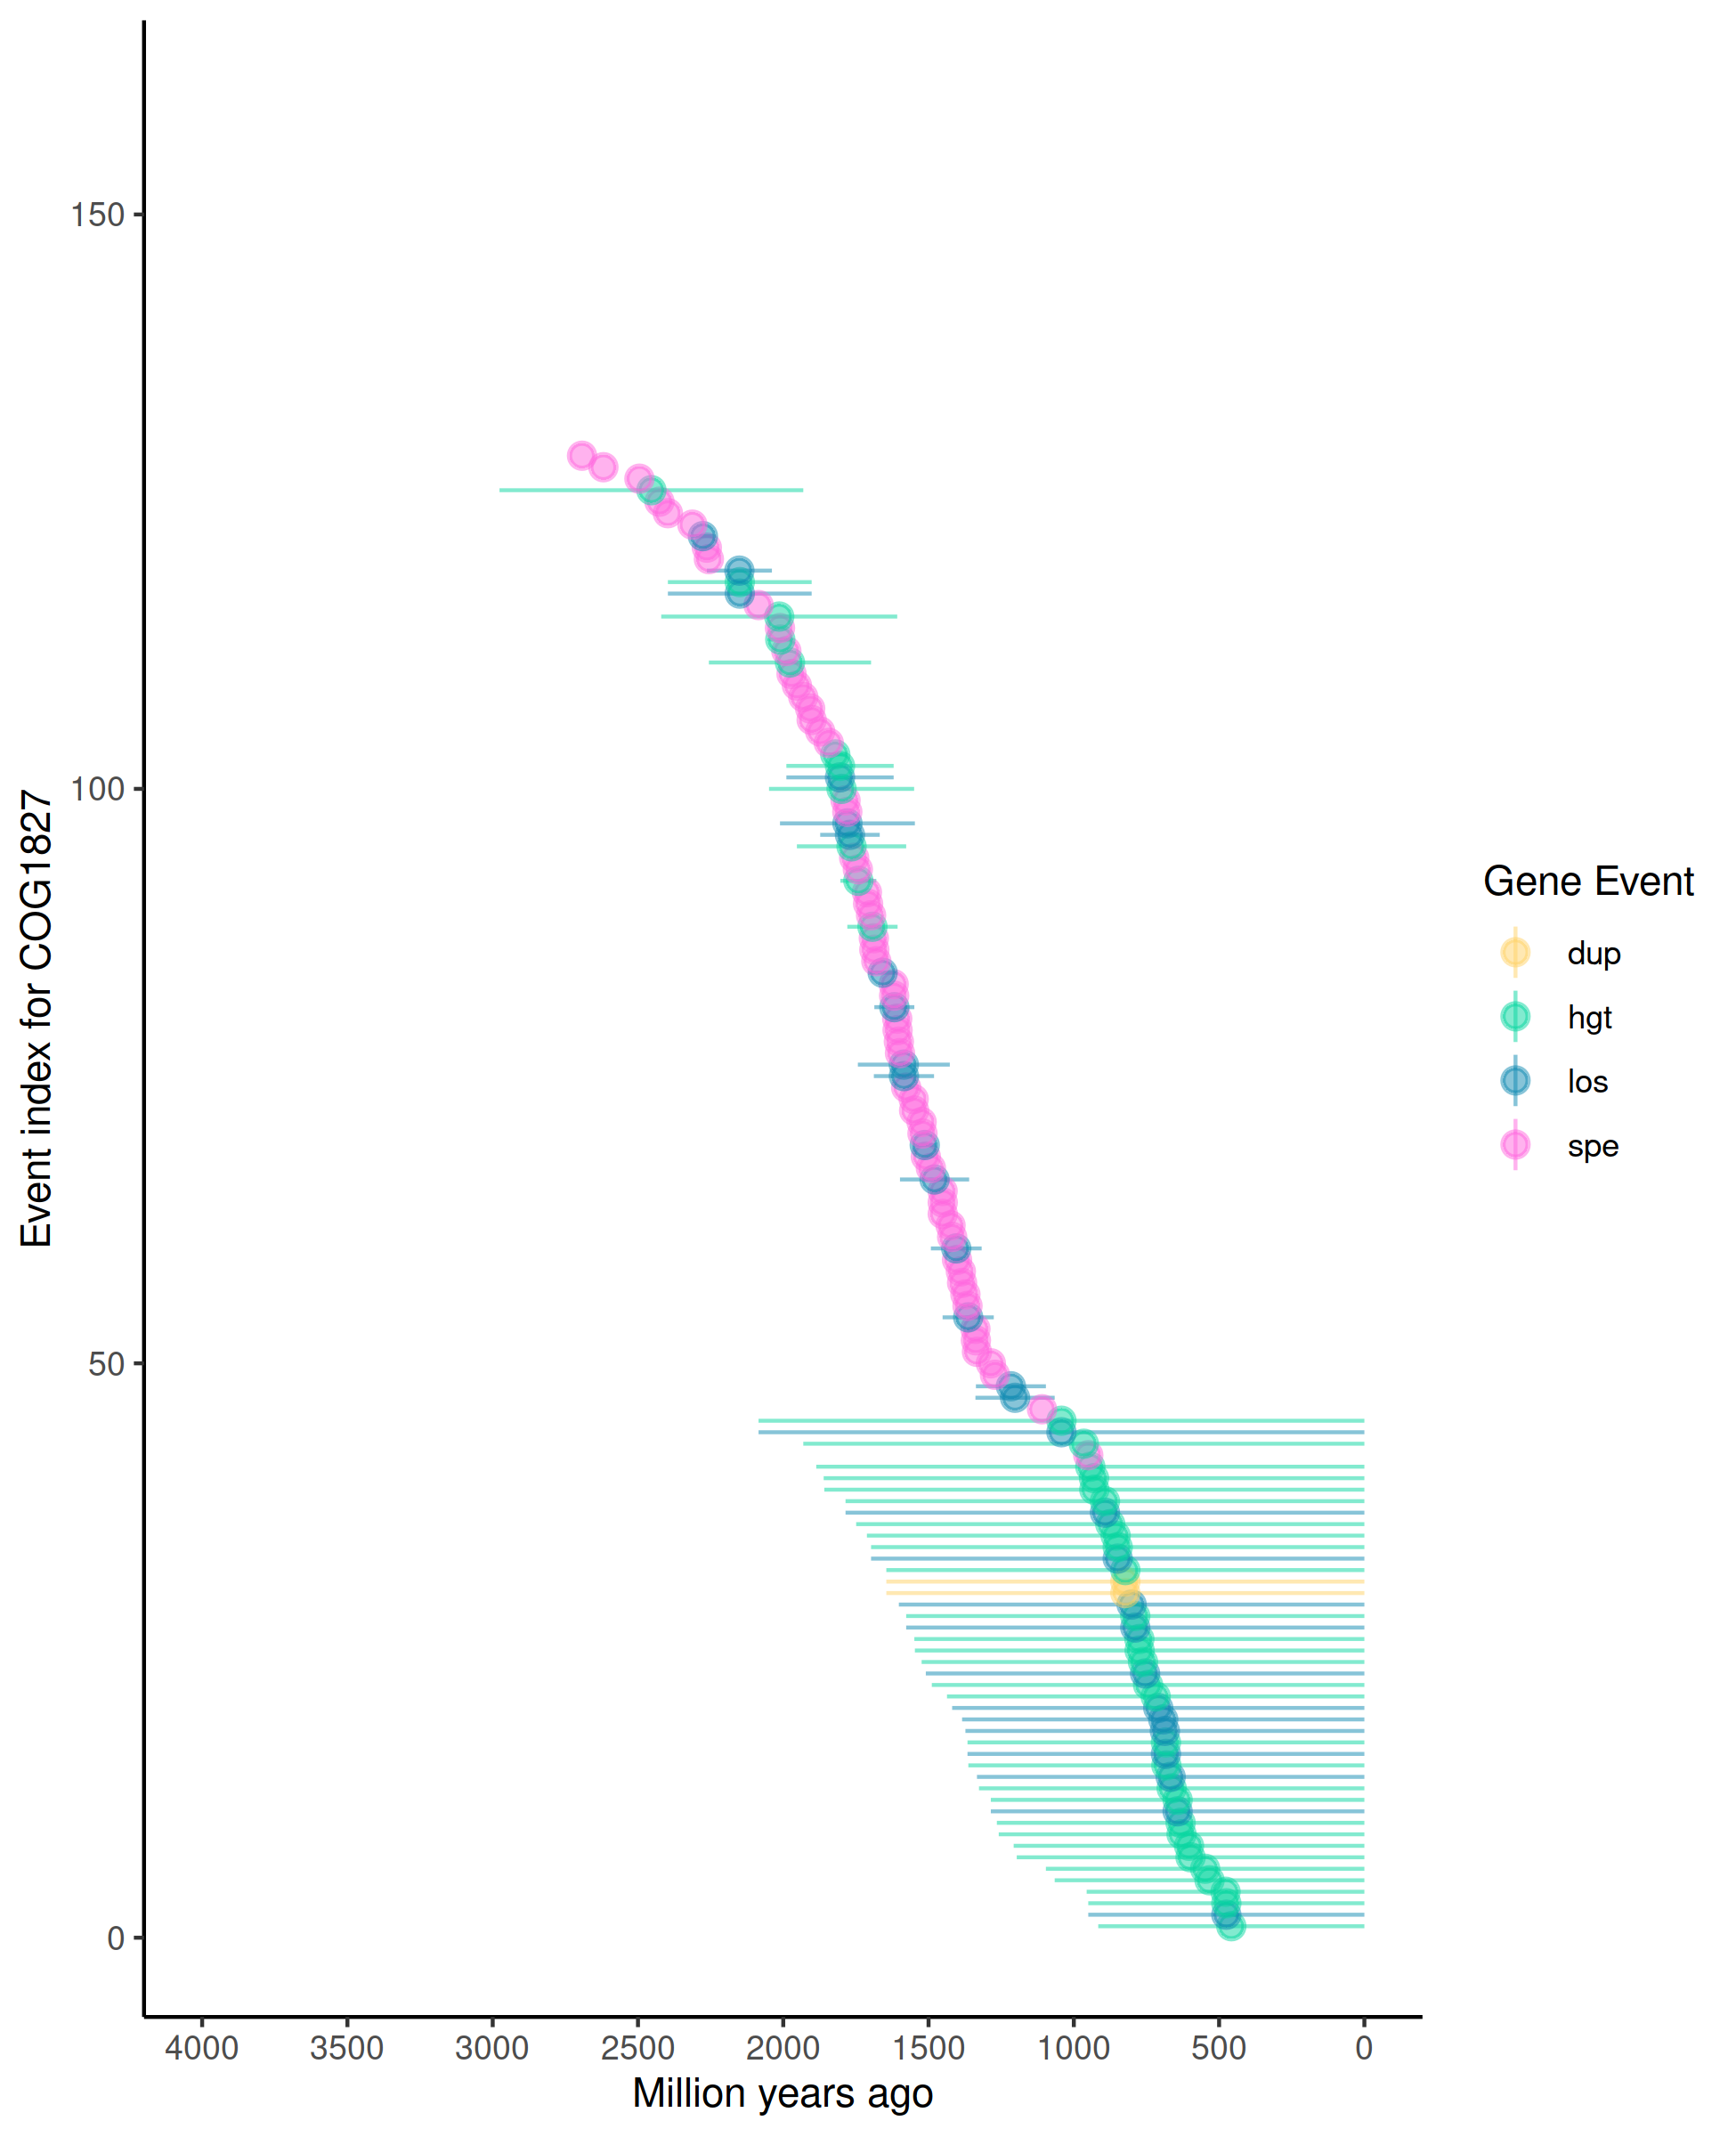 Event index for COG1827
150
100
50
0
4000 3500 3000 2500 2000 1500 1000 500 0
Million years ago
Gene Event
dup
hgt
los
spe